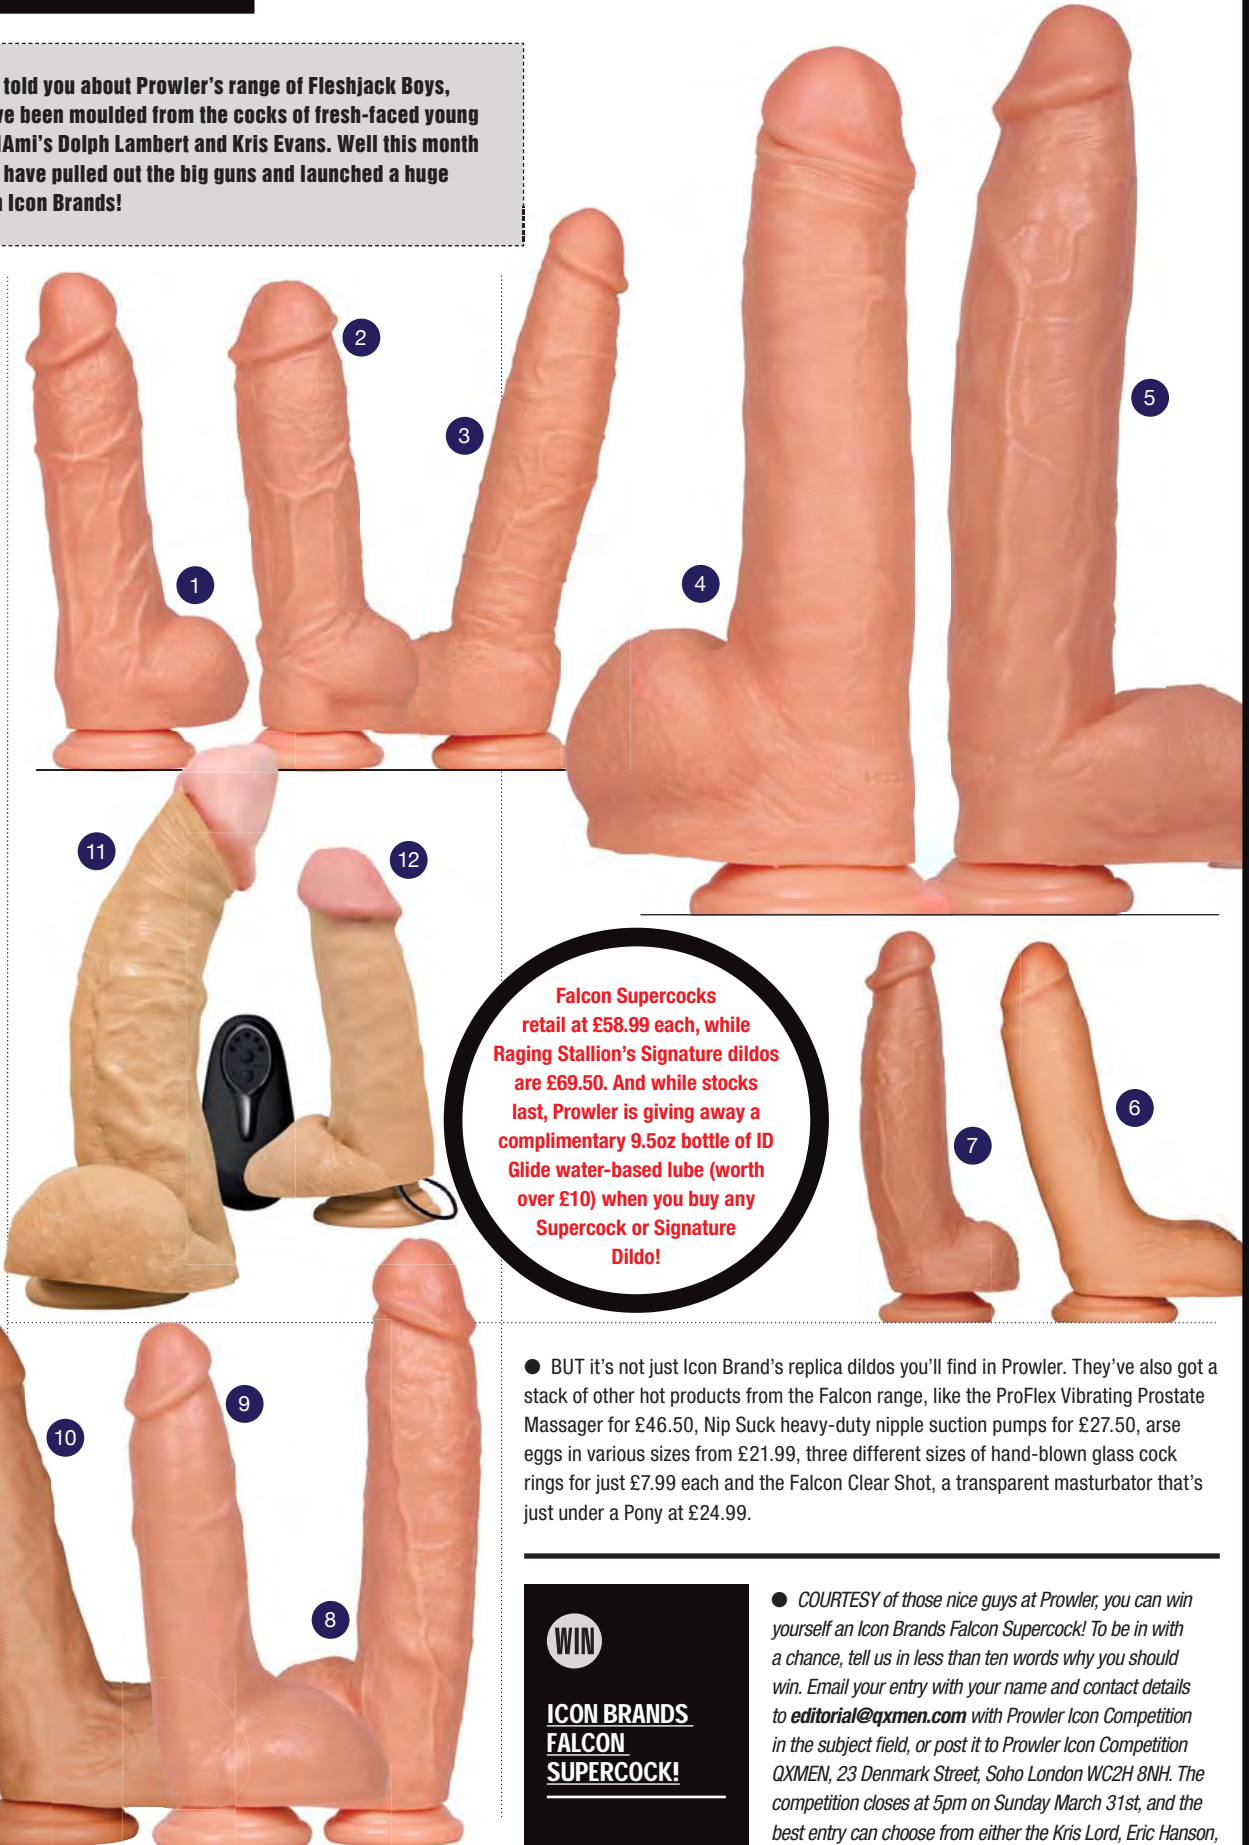 told you about Prowler's range of Fleshjack Boys,
ve been moulded from the cocks of fresh-faced young
lAmi's Dolph Lambert and Kris Evans. Well this month
have pulled out the big guns and launched a huge
Icon Brands!
1
2
3
4
5
11
12
Falcon Supercocks
retail at £58.99 each, while
Raging Stallion's Signature dildos
are £69.50. And while stocks
last, Prowler is giving away a
complimentary 9.5oz bottle of ID
Glide water-based lube (worth
over £10) when you buy any
Supercock or Signature
Dildo!
7
6
10
9
8
● BUT it's not just Icon Brand's replica dildos you'll find in Prowler. They've also got a
stack of other hot products from the Falcon range, like the ProFlex Vibrating Prostate
Massager for £46.50, Nip Suck heavy-duty nipple suction pumps for £27.50, arse
eggs in various sizes from £21.99, three different sizes of hand-blown glass cock
rings for just £7.99 each and the Falcon Clear Shot, a transparent masturbator that's
just under a Pony at £24.99.
WIN
ICON BRANDS
FALCON
SUPERCOCK!
● COURTESY of those nice guys at Prowler, you can win
yourself an Icon Brands Falcon Supercock! To be in with
a chance, tell us in less than ten words why you should
win. Email your entry with your name and contact details
to editorial@qxmen.com with Prowler Icon Competition
in the subject field, or post it to Prowler Icon Competition
QXMEN, 23 Denmark Street, Soho London WC2H 8NH. The
competition closes at 5pm on Sunday March 31st, and the
best entry can choose from either the Kris Lord, Eric Hanson,